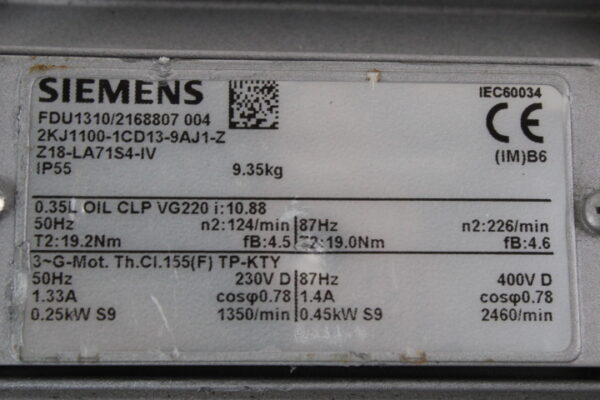 SIEMENS
IEC60034
FDU1310/2168807 004
2KJ1100-1CD13-9AJ1-Z
Z18-LA71S4-IV
(IM)B6
IP55 9.35kg
0.35L OIL CLP VG220 i:10.88
50Hz n2:124/min 87Hz n2:226/min
T2:19.2Nm fB:4.5 T2:19.0Nm fB:4.6
3~G-Mot. Th.Cl.155(F) TP-KTY
50Hz 230V D 87Hz 400V D
1.33A cosφ0.78 1.4A cosφ0.78
0.25kW S9 1350/min 0.45kW S9 2460/min